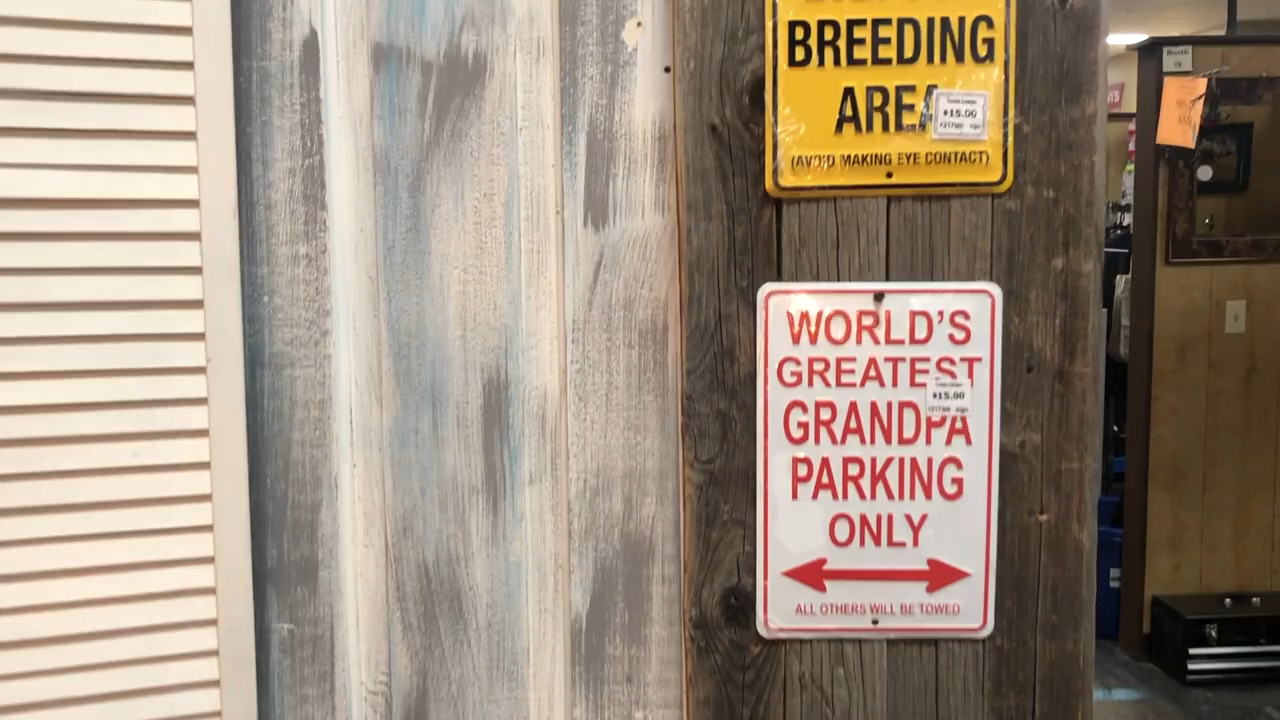 BREEDING
AREA
$15.00
(AVOID MAKING EYE CONTACT)
WORLD'S
GREATEST
$15.00
GRANDPA
PARKING
ONLY
ALL OTHERS WILL BE TOWED